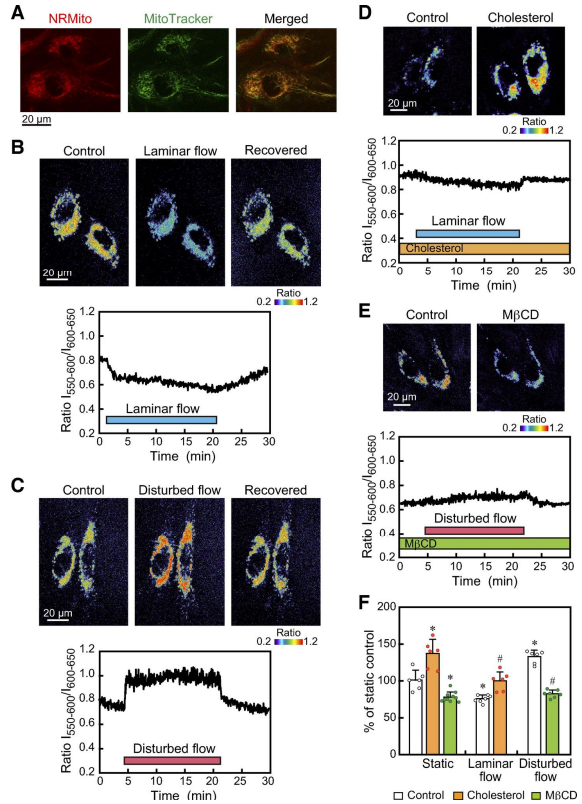 A
NRMito
MitoTracker
Merged
20 μm
B
Control
Laminar flow
Recovered
20 μm
Ratio
0.2
1.2
Ratio I550-600/I600-650
1.2
1.0
0.8
0.6
0.4
0.2
Laminar flow
0
10
20
30
Time (min)
C
Control
Disturbed flow
Recovered
20 μm
Ratio
0.2
1.2
Ratio I550-600/I600-650
1.2
1.0
0.8
0.6
0.4
0.2
Disturbed flow
0
10
20
30
Time (min)
D
Control
Cholesterol
20 μm
Ratio
0.2
1.2
Ratio I550-600/I600-650
1.2
1.0
0.8
0.6
0.4
0.2
Laminar flow
Cholesterol
0
5
10
15
20
25
30
Time (min)
E
Control
MβCD
20 μm
Ratio
0.2
1.2
Ratio I550-600/I600-650
1.2
1.0
0.8
0.6
0.4
0.2
Disturbed flow
MβCD
0
5
10
15
20
25
30
Time (min)
F
% of static control
200
150
100
50
0
*
*
*
#
*
#
Static
Laminar
flow
Disturbed
flow
Control
Cholesterol
MβCD